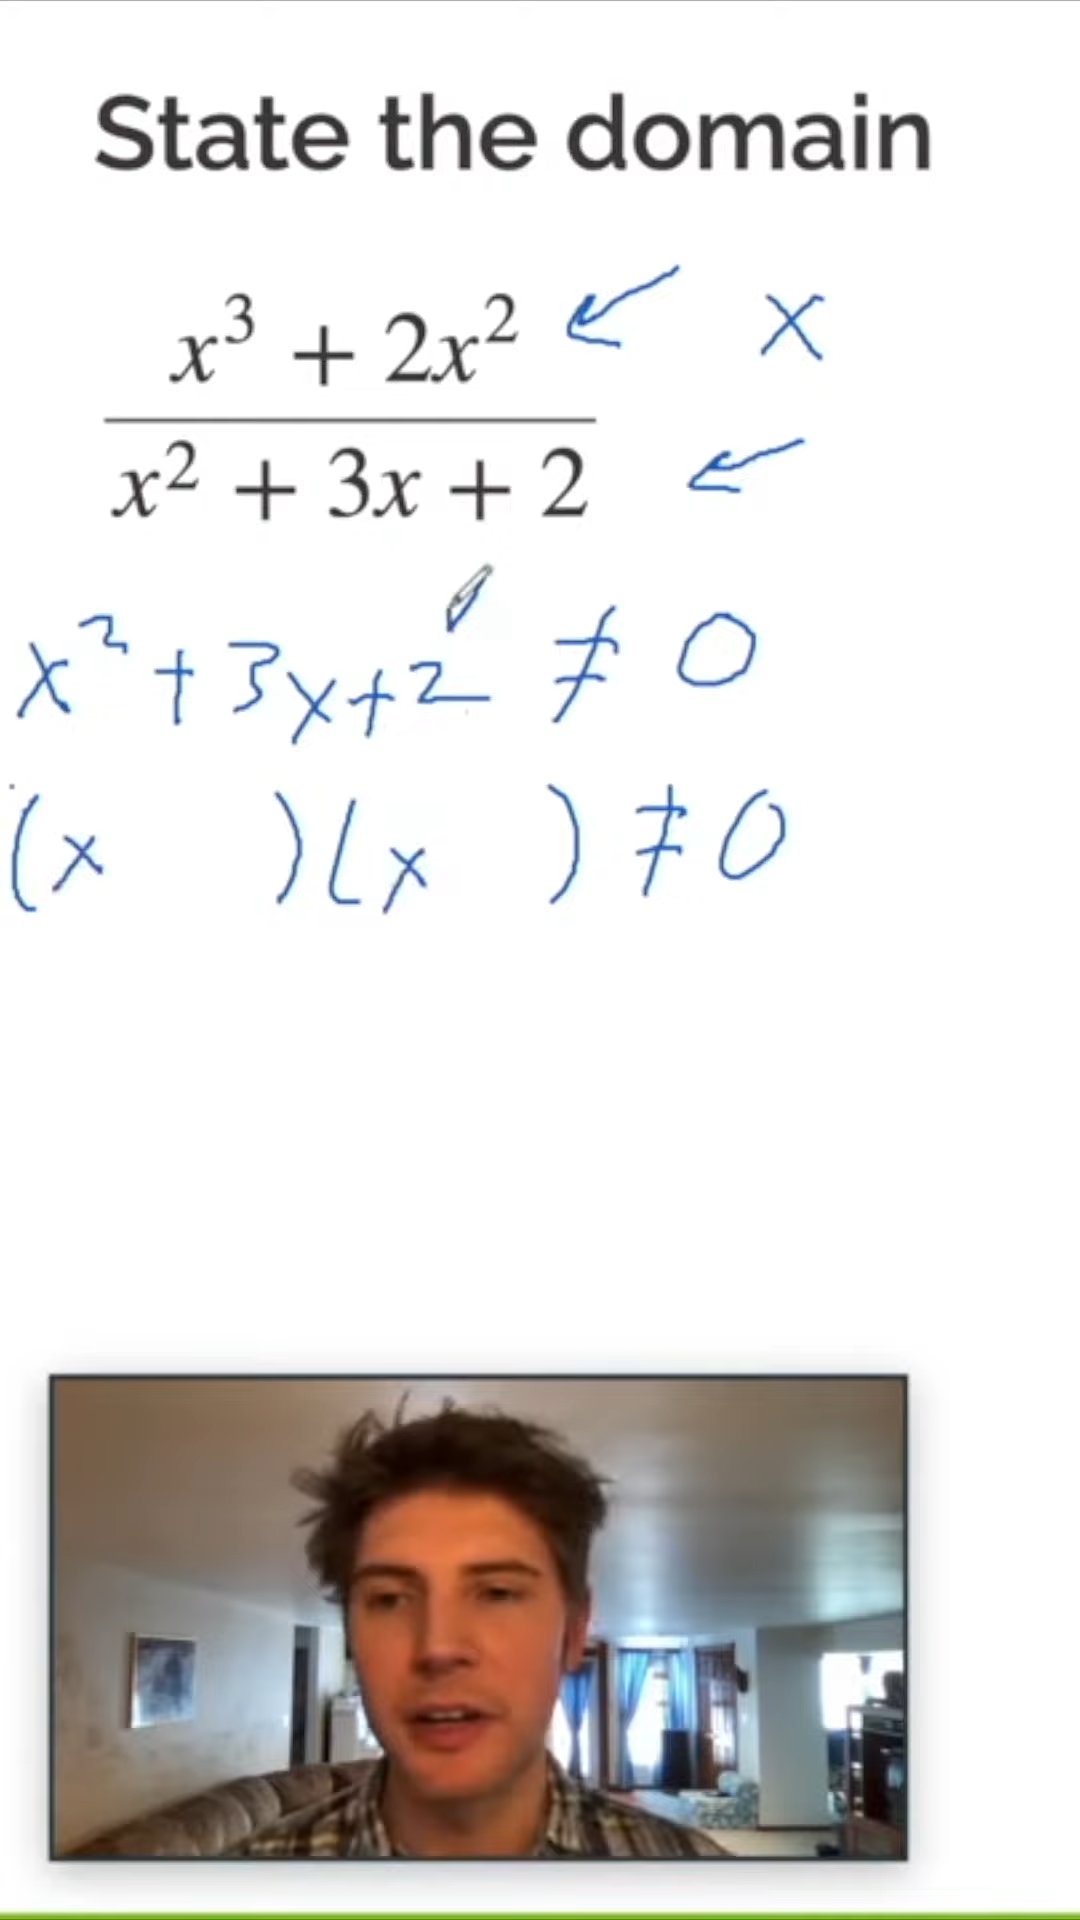 State the domain
x³ + 2x² ↙ x
x² + 3x + 2 ↙
x² + 3x + 2 ≠ 0
(x )(x ) ≠ 0